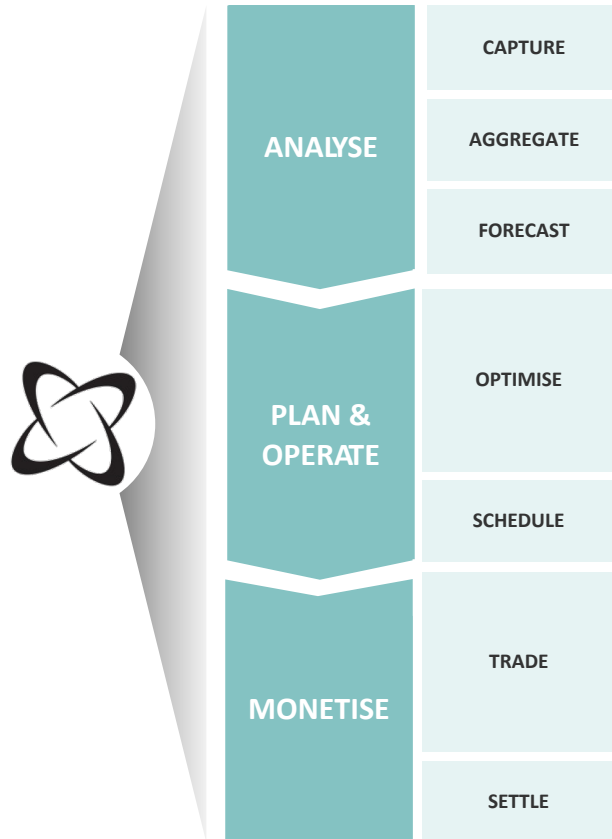 ANALYSE
CAPTURE
AGGREGATE
FORECAST
PLAN &
OPERATE
OPTIMISE
SCHEDULE
MONETISE
TRADE
SETTLE